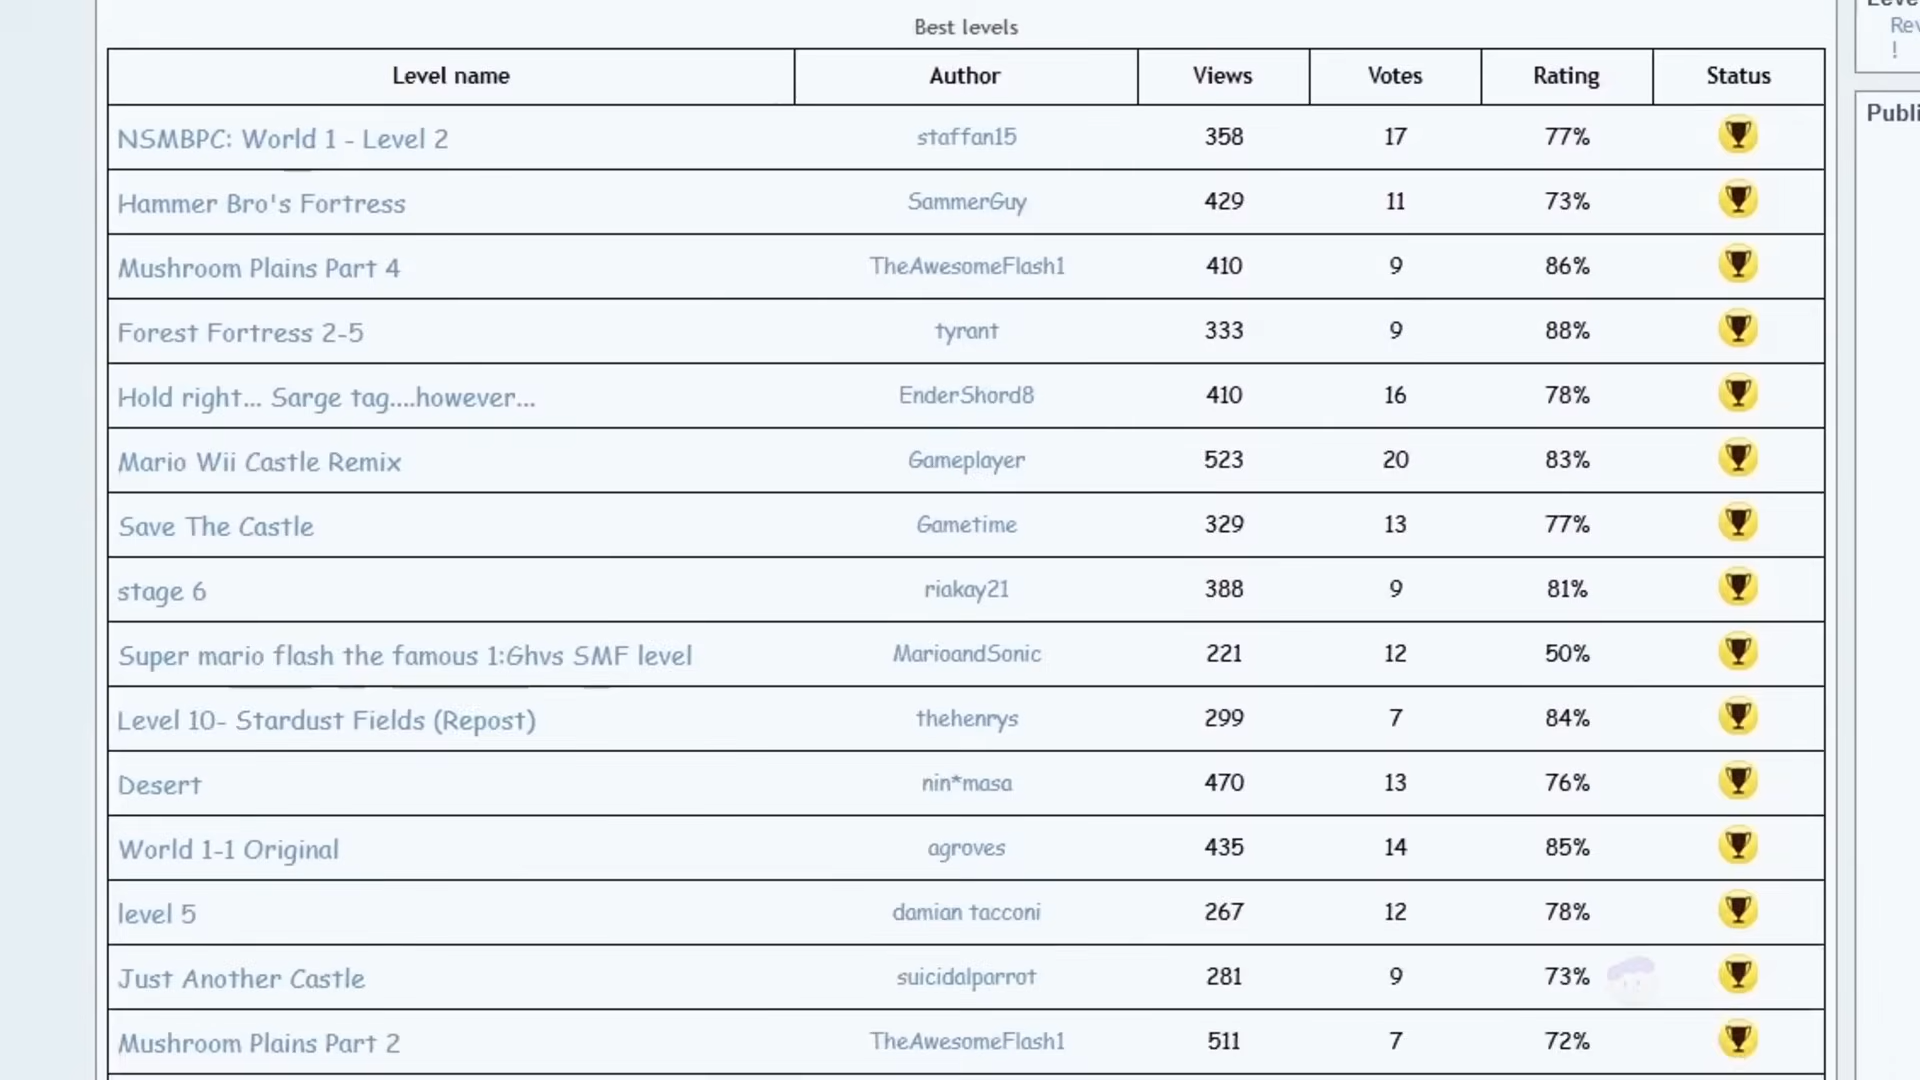 Best levels
Level name Author Views Votes Rating Status
NSMBPC: World 1 - Level 2 staffan15 358 17 77%
Hammer Bro's Fortress SammerGuy 429 11 73%
Mushroom Plains Part 4 TheAwesomeFlash1 410 9 86%
Forest Fortress 2-5 tyrant 333 9 88%
Hold right... Sarge tag....however... EnderShord8 410 16 78%
Mario Wii Castle Remix Gameplayer 523 20 83%
Save The Castle Gametime 329 13 77%
stage 6 riakay21 388 9 81%
Super mario flash the famous 1:Ghvs SMF level MarioandSonic 221 12 50%
Level 10- Stardust Fields (Repost) thehenrys 299 7 84%
Desert nin*masa 470 13 76%
World 1-1 Original agroves 435 14 85%
level 5 damian tacconi 267 12 78%
Just Another Castle suicidalparrot 281 9 73%
Mushroom Plains Part 2 TheAwesomeFlash1 511 7 72%
!